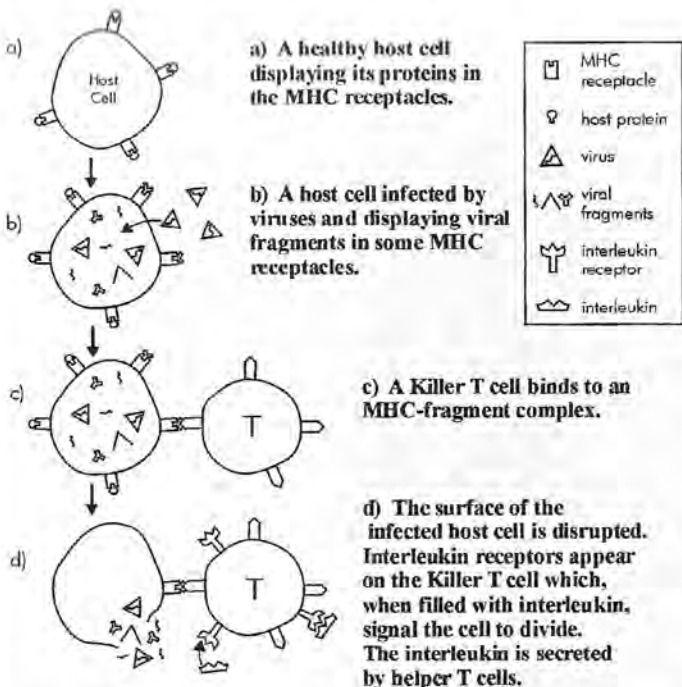 a)
Host
Cell
a) A healthy host cell
displaying its proteins in
the MHC receptacles.
MHC
receptacle
host protein
virus
viral
fragments
interleukin
receptor
interleukin
b)
b) A host cell infected by
viruses and displaying viral
fragments in some MHC
receptacles.
c)
T
c) A Killer T cell binds to an
MHC-fragment complex.
d)
T
d) The surface of the
infected host cell is disrupted.
Interleukin receptors appear
on the Killer T cell which,
when filled with interleukin,
signal the cell to divide.
The interleukin is secreted
by helper T cells.